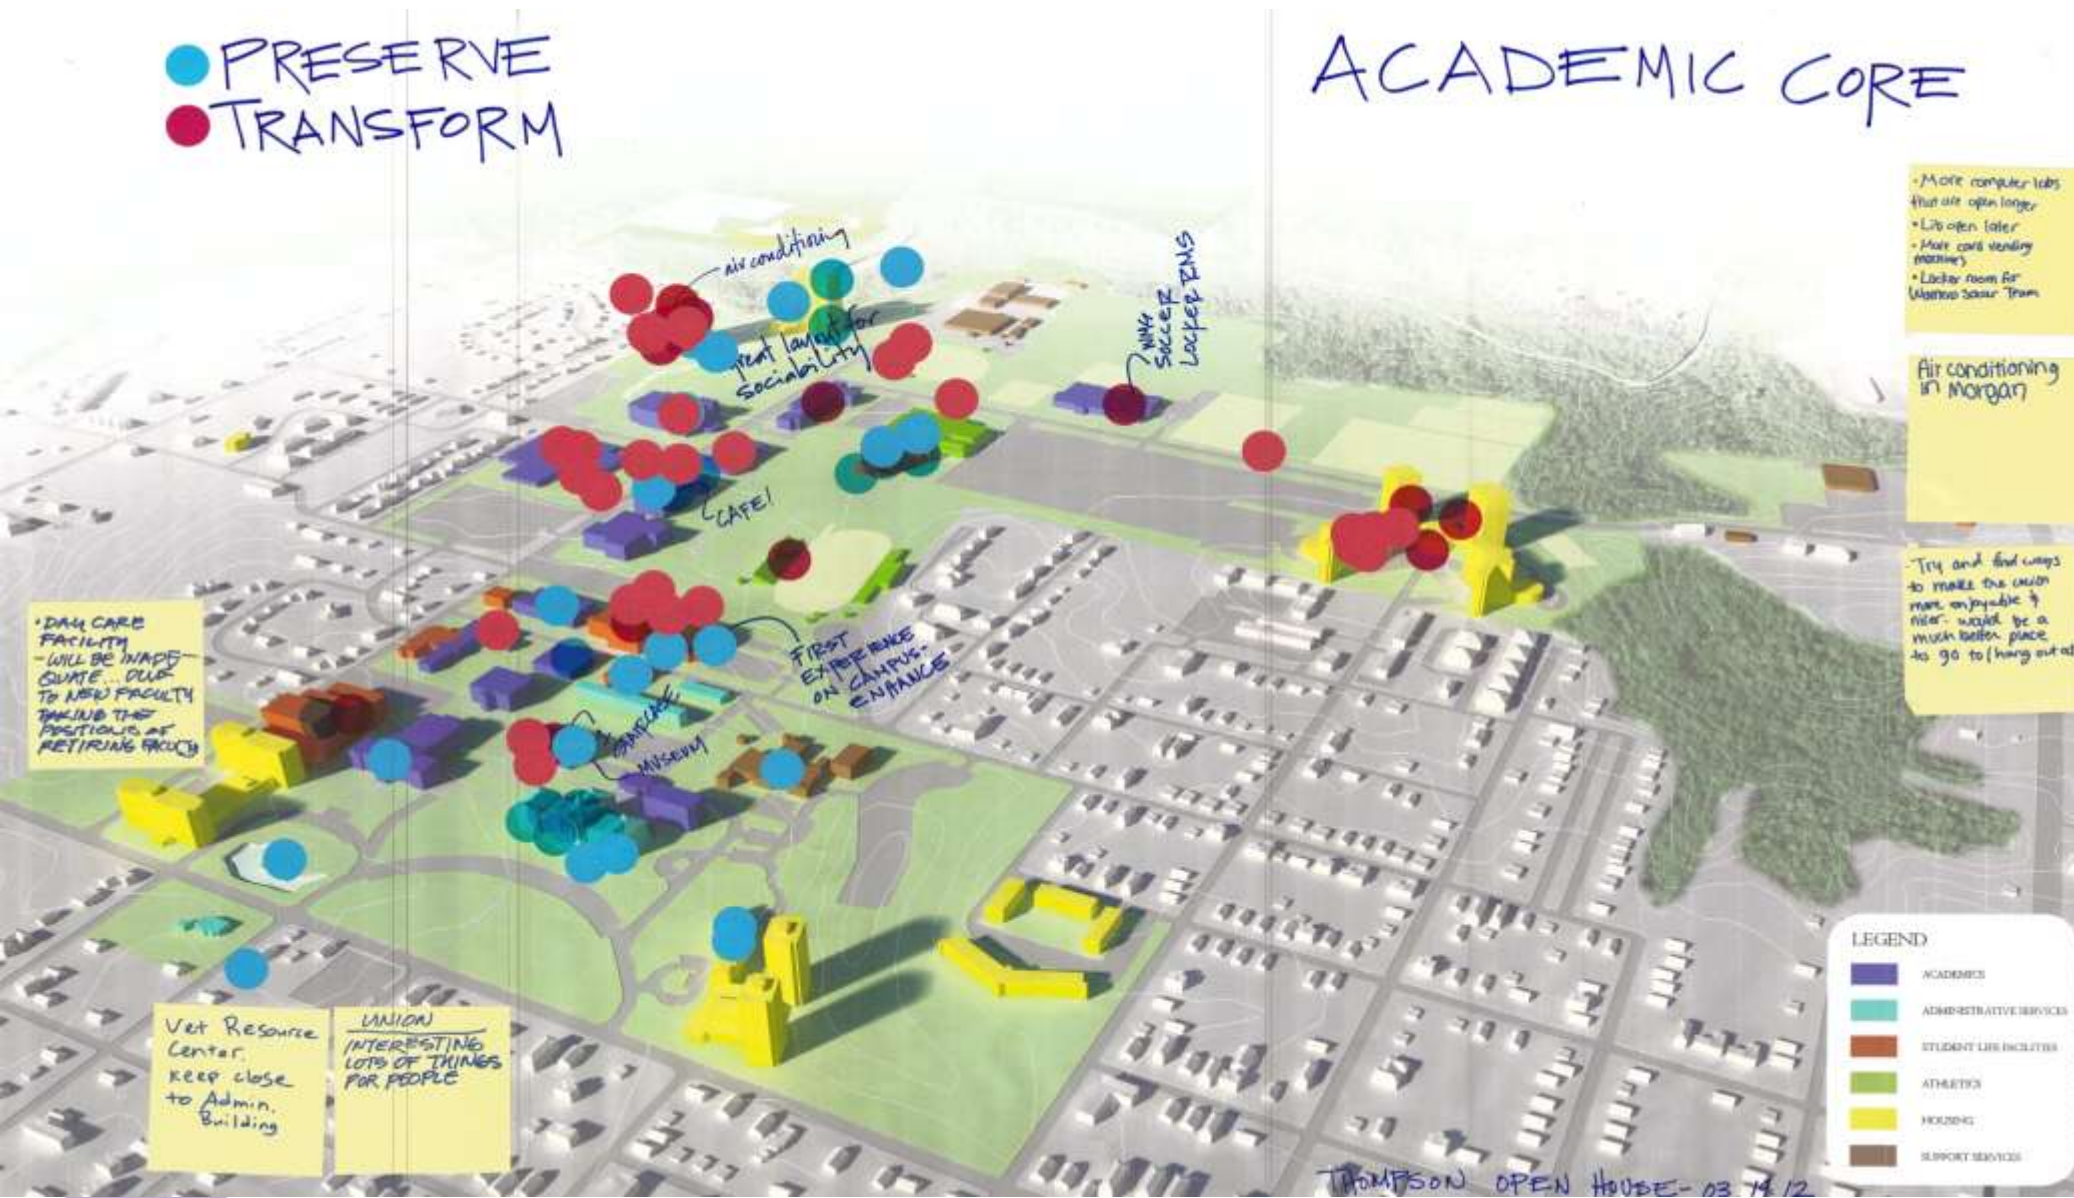 PRESERVE
TRANSFORM
ACADEMIC CORE
- More computer labs
that are open longer
• Lib open later
- More card vending
machines
• Locker room for
Womens Soccer Team
Air conditioning
in Morgan
- Try and find ways
to make the union
more enjoyable &
nicer. would be a
much better place
to go to/hang out at
air conditioning
great layout for
sociability
SOCCER
LOCKER RMS
CAFE!
FIRST
EXPERIENCE
ON CAMPUS-
ENHANCE
STAIRCASE
MUSEUM
• DAY CARE
FACILITY
- WILL BE INADE-
QUATE... DUE
TO NEW FACULTY
TAKING THE
POSITIONS OF
RETIRING FACULTY
Vet Resource
Center.
Keep close
to Admin.
Building
UNION
INTERESTING
LOTS OF THINGS
FOR PEOPLE
LEGEND
ACADEMICS
ADMINISTRATIVE SERVICES
STUDENT LIFE FACILITIES
ATHLETICS
HOUSING
SUPPORT SERVICES
THOMPSON OPEN HOUSE - 03 19 12